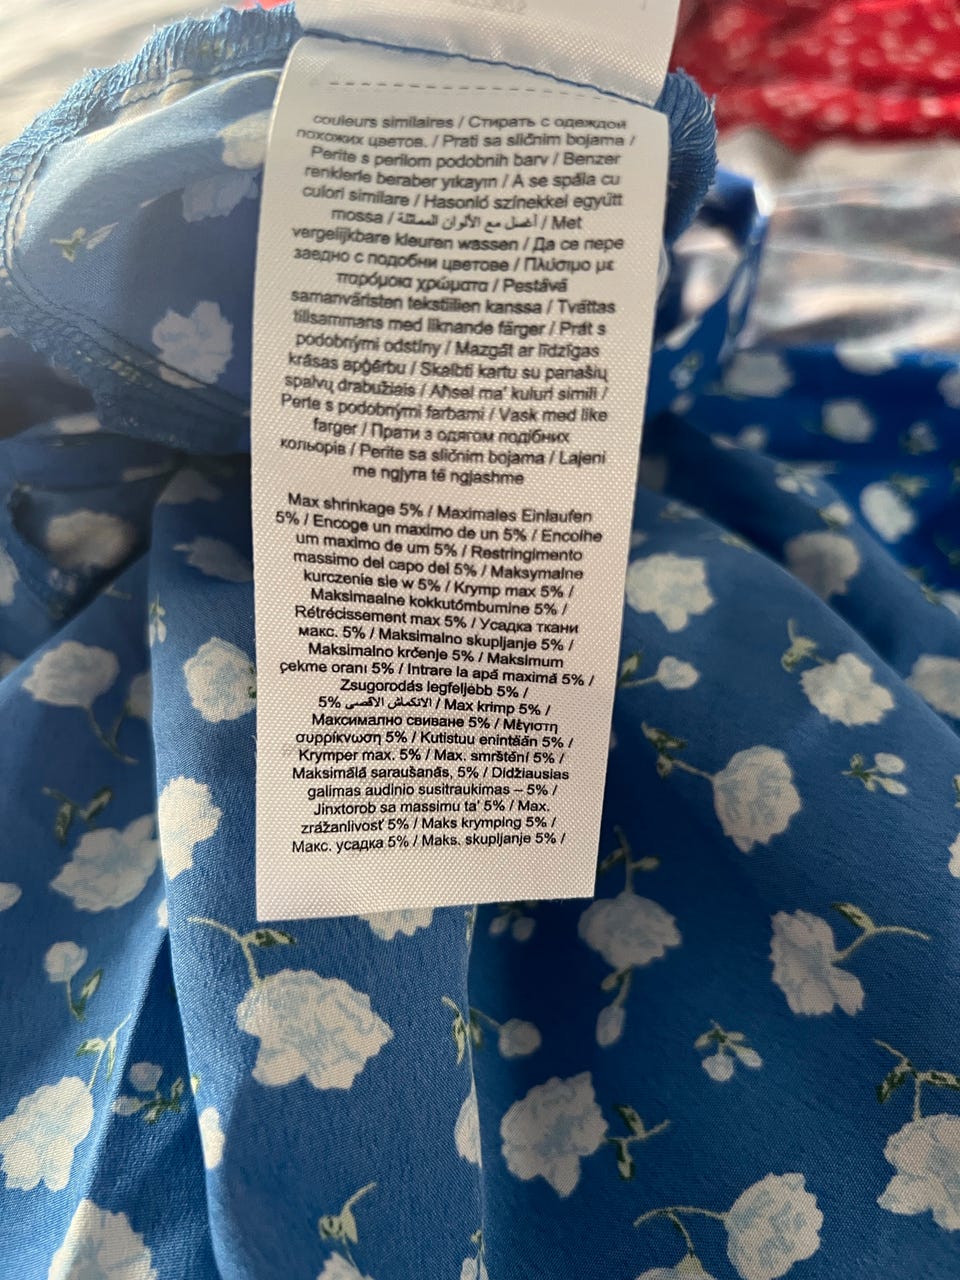 couleurs similaires / Стирать с одеждой
похожих цветов. / Prati sa sličnim bojama /
Perite s perilom podobnih barv / Benzer
renklerle beraber yıkayın / A se spăla cu
culori similare / Hasonló színekkel együtt
mossa / أغسل مع الألوان المماثلة / Met
vergelijkbare kleuren wassen / Да се пере
заедно с подобни цветове / Πλύσιμο με
παρόμοια χρώματα / Pestävä
samanväristen tekstiilien kanssa / Tvättas
tillsammans med liknande färger / Prát s
podobnými odstíny / Mazgāt ar līdzīgas
krāsas apģērbu / Skalbti kartu su panašių
spalvų drabužiais / Aħsel ma' kuluri simili /
Perte s podobnými farbami / Vask med like
farger / Прати з одягом подібних
кольорів / Perite sa sličnim bojama / Lajeni
me ngjyra të ngjashme
Max shrinkage 5% / Maximales Einlaufen
5% / Encoge un maximo de un 5% / Encolhe
um maximo de um 5% / Restringimento
massimo del capo del 5% / Maksymalne
kurczenie sie w 5% / Krymp max 5% /
Maksimaalne kokkutõmbumine 5% /
Rétrécissement max 5% / Усадка ткани
макс. 5% / Maksimalno skupljanje 5% /
Maksimalno krčenje 5% / Maksimum
çekme oranı 5% / Intrare la apă maximă 5% /
Zsugorodás legfeljebb 5% /
الانكماش الاقصى 5% / Max krimp 5% /
Максимално свиване 5% / Μέγιστη
συρρίκνωση 5% / Kutistuu enintään 5% /
Krymper max. 5% / Max. smrštění 5% /
Maksimālā saraušanās, 5% / Didžiausias
galimas audinio susitraukimas – 5% /
Jinxtorob sa massimu ta' 5% / Max.
zrážanlivosť 5% / Maks krymping 5% /
Макс. усадка 5% / Maks. skupljanje 5% /